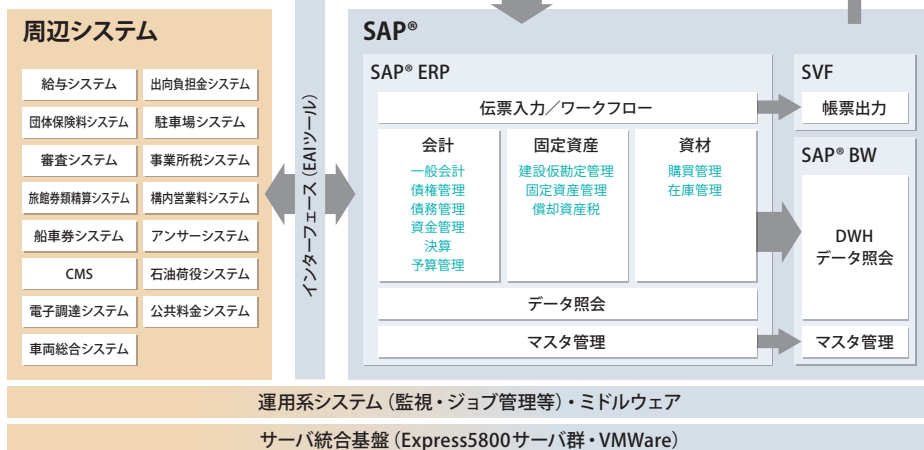 周辺システム
給与システム
出向負担金システム
団体保険料システム
駐車場システム
審査システム
事業所税システム
旅館券類精算システム
構内営業料システム
船車券システム
アンサーシステム
CMS
石油荷役システム
電子調達システム
公共料金システム
車両総合システム
インターフェース(EAIツール)
SAP®
SAP® ERP
伝票入力/ワークフロー
会計
一般会計
債権管理
債務管理
資金管理
決算
予算管理
固定資産
建設仮勘定管理
固定資産管理
償却資産税
資材
購買管理
在庫管理
データ照会
マスタ管理
SVF
帳票出力
SAP® BW
DWH
データ照会
マスタ管理
運用系システム(監視・ジョブ管理等)・ミドルウェア
サーバ統合基盤(Express5800サーバ群・VMWare)